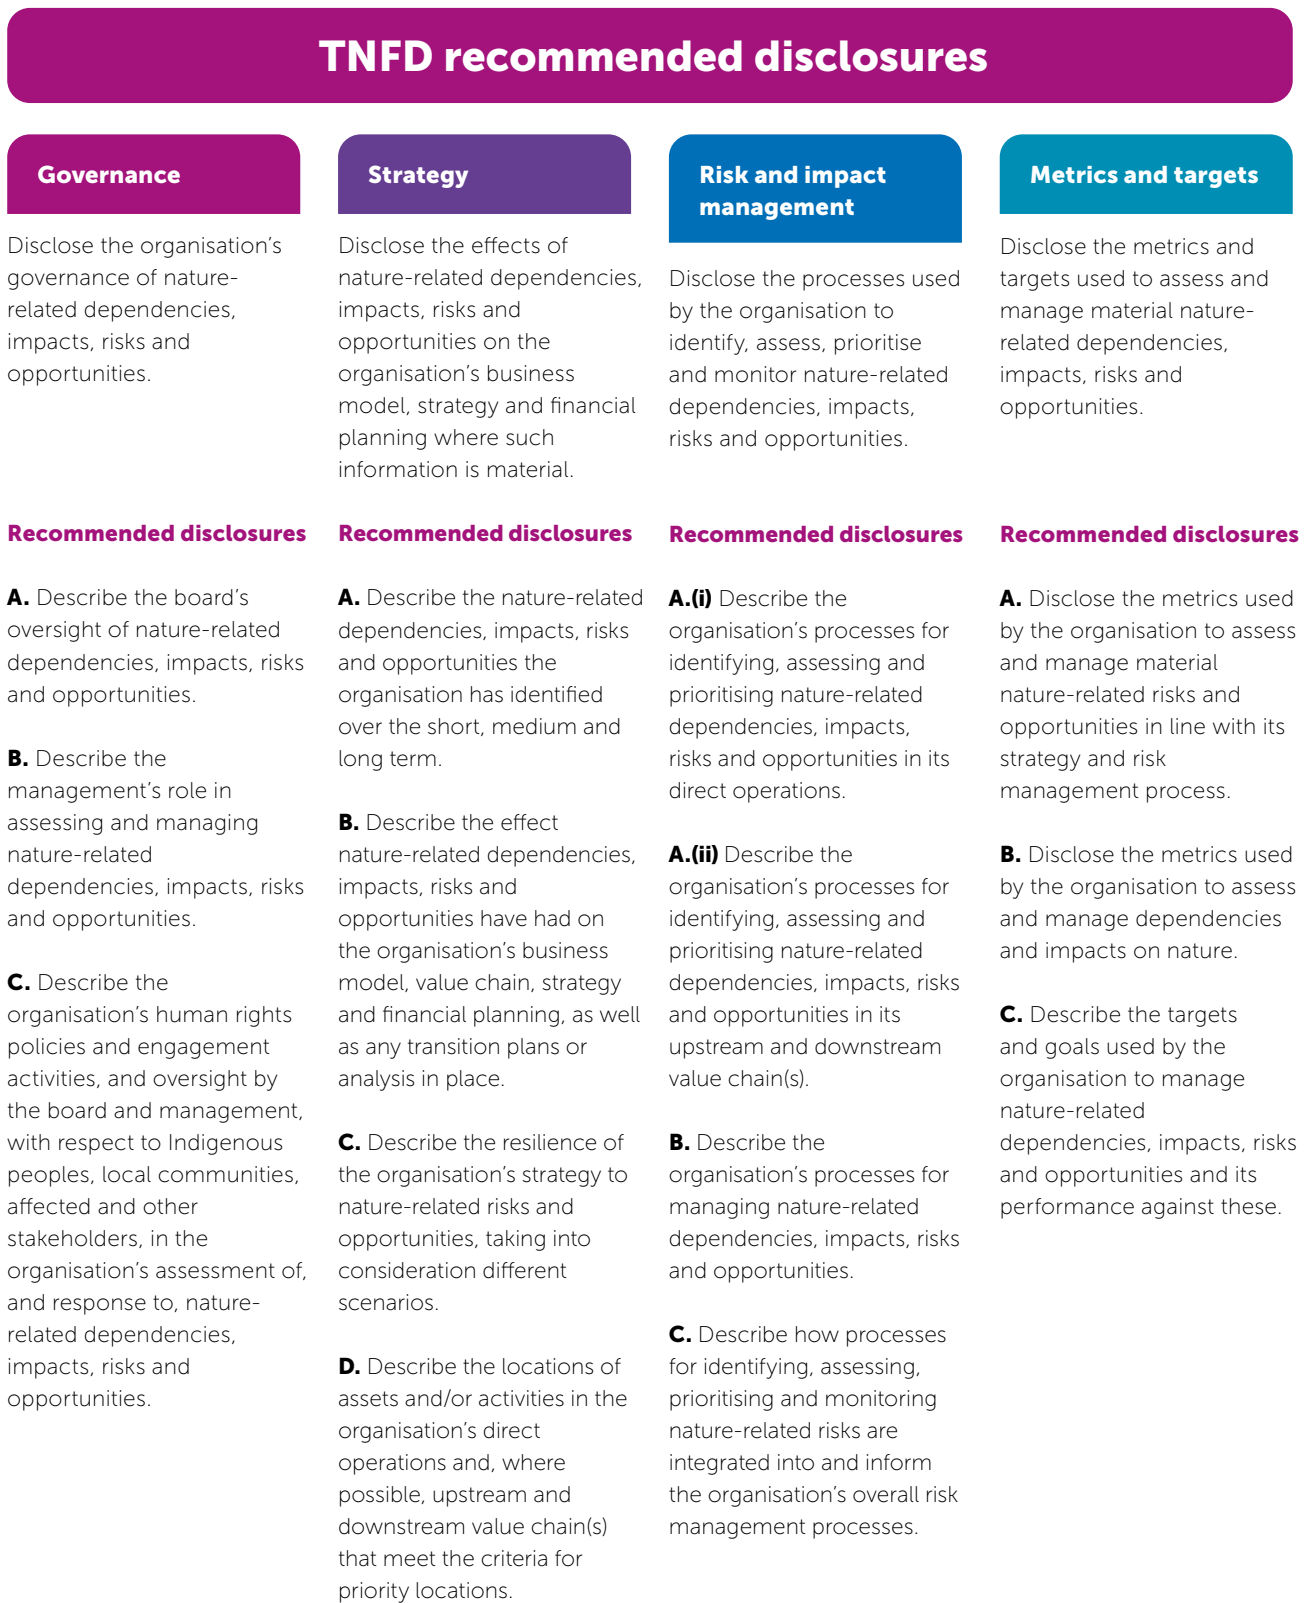 TNFD recommended disclosures
Governance
Disclose the organisation's
governance of nature-
related dependencies,
impacts, risks and
opportunities.
Recommended disclosures
A. Describe the board's
oversight of nature-related
dependencies, impacts, risks
and opportunities.
B. Describe the
management's role in
assessing and managing
nature-related
dependencies, impacts, risks
and opportunities.
C. Describe the
organisation's human rights
policies and engagement
activities, and oversight by
the board and management,
with respect to Indigenous
peoples, local communities,
affected and other
stakeholders, in the
organisation's assessment of,
and response to, nature-
related dependencies,
impacts, risks and
opportunities.
Strategy
Disclose the effects of
nature-related dependencies,
impacts, risks and
opportunities on the
organisation's business
model, strategy and financial
planning where such
information is material.
Recommended disclosures
A. Describe the nature-related
dependencies, impacts, risks
and opportunities the
organisation has identified
over the short, medium and
long term.
B. Describe the effect
nature-related dependencies,
impacts, risks and
opportunities have had on
the organisation's business
model, value chain, strategy
and financial planning, as well
as any transition plans or
analysis in place.
C. Describe the resilience of
the organisation's strategy to
nature-related risks and
opportunities, taking into
consideration different
scenarios.
D. Describe the locations of
assets and/or activities in the
organisation's direct
operations and, where
possible, upstream and
downstream value chain(s)
that meet the criteria for
priority locations.
Risk and impact
management
Disclose the processes used
by the organisation to
identify, assess, prioritise
and monitor nature-related
dependencies, impacts,
risks and opportunities.
Recommended disclosures
A.(i) Describe the
organisation's processes for
identifying, assessing and
prioritising nature-related
dependencies, impacts,
risks and opportunities in its
direct operations.
A.(ii) Describe the
organisation's processes for
identifying, assessing and
prioritising nature-related
dependencies, impacts, risks
and opportunities in its
upstream and downstream
value chain(s).
B. Describe the
organisation's processes for
managing nature-related
dependencies, impacts, risks
and opportunities.
C. Describe how processes
for identifying, assessing,
prioritising and monitoring
nature-related risks are
integrated into and inform
the organisation's overall risk
management processes.
Metrics and targets
Disclose the metrics and
targets used to assess and
manage material nature-
related dependencies,
impacts, risks and
opportunities.
Recommended disclosures
A. Disclose the metrics used
by the organisation to assess
and manage material
nature-related risks and
opportunities in line with its
strategy and risk
management process.
B. Disclose the metrics used
by the organisation to assess
and manage dependencies
and impacts on nature.
C. Describe the targets
and goals used by the
organisation to manage
nature-related
dependencies, impacts, risks
and opportunities and its
performance against these.